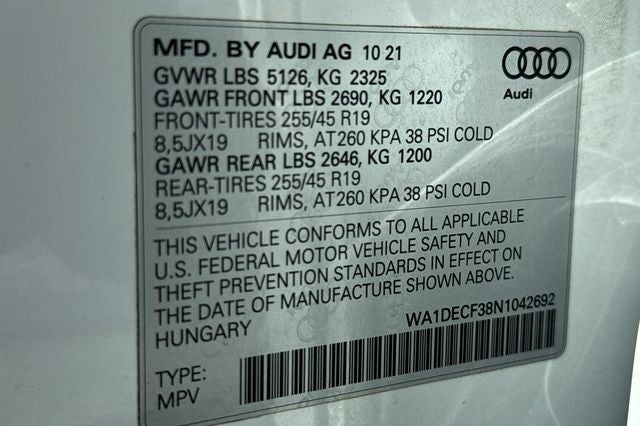 MFD. BY AUDI AG 10 21
GVWR LBS 5126, KG 2325
GAWR FRONT LBS 2690, KG 1220
FRONT-TIRES 255/45 R19
8,5JX19 RIMS, AT260 KPA 38 PSI COLD
GAWR REAR LBS 2646, KG 1200
REAR-TIRES 255/45 R19
8,5JX19 RIMS, AT260 KPA 38 PSI COLD
Audi
THIS VEHICLE CONFORMS TO ALL APPLICABLE
U.S. FEDERAL MOTOR VEHICLE SAFETY AND
THEFT PREVENTION STANDARDS IN EFFECT ON
THE DATE OF MANUFACTURE SHOWN ABOVE.
HUNGARY
WA1DECF38N1042692
TYPE:
MPV